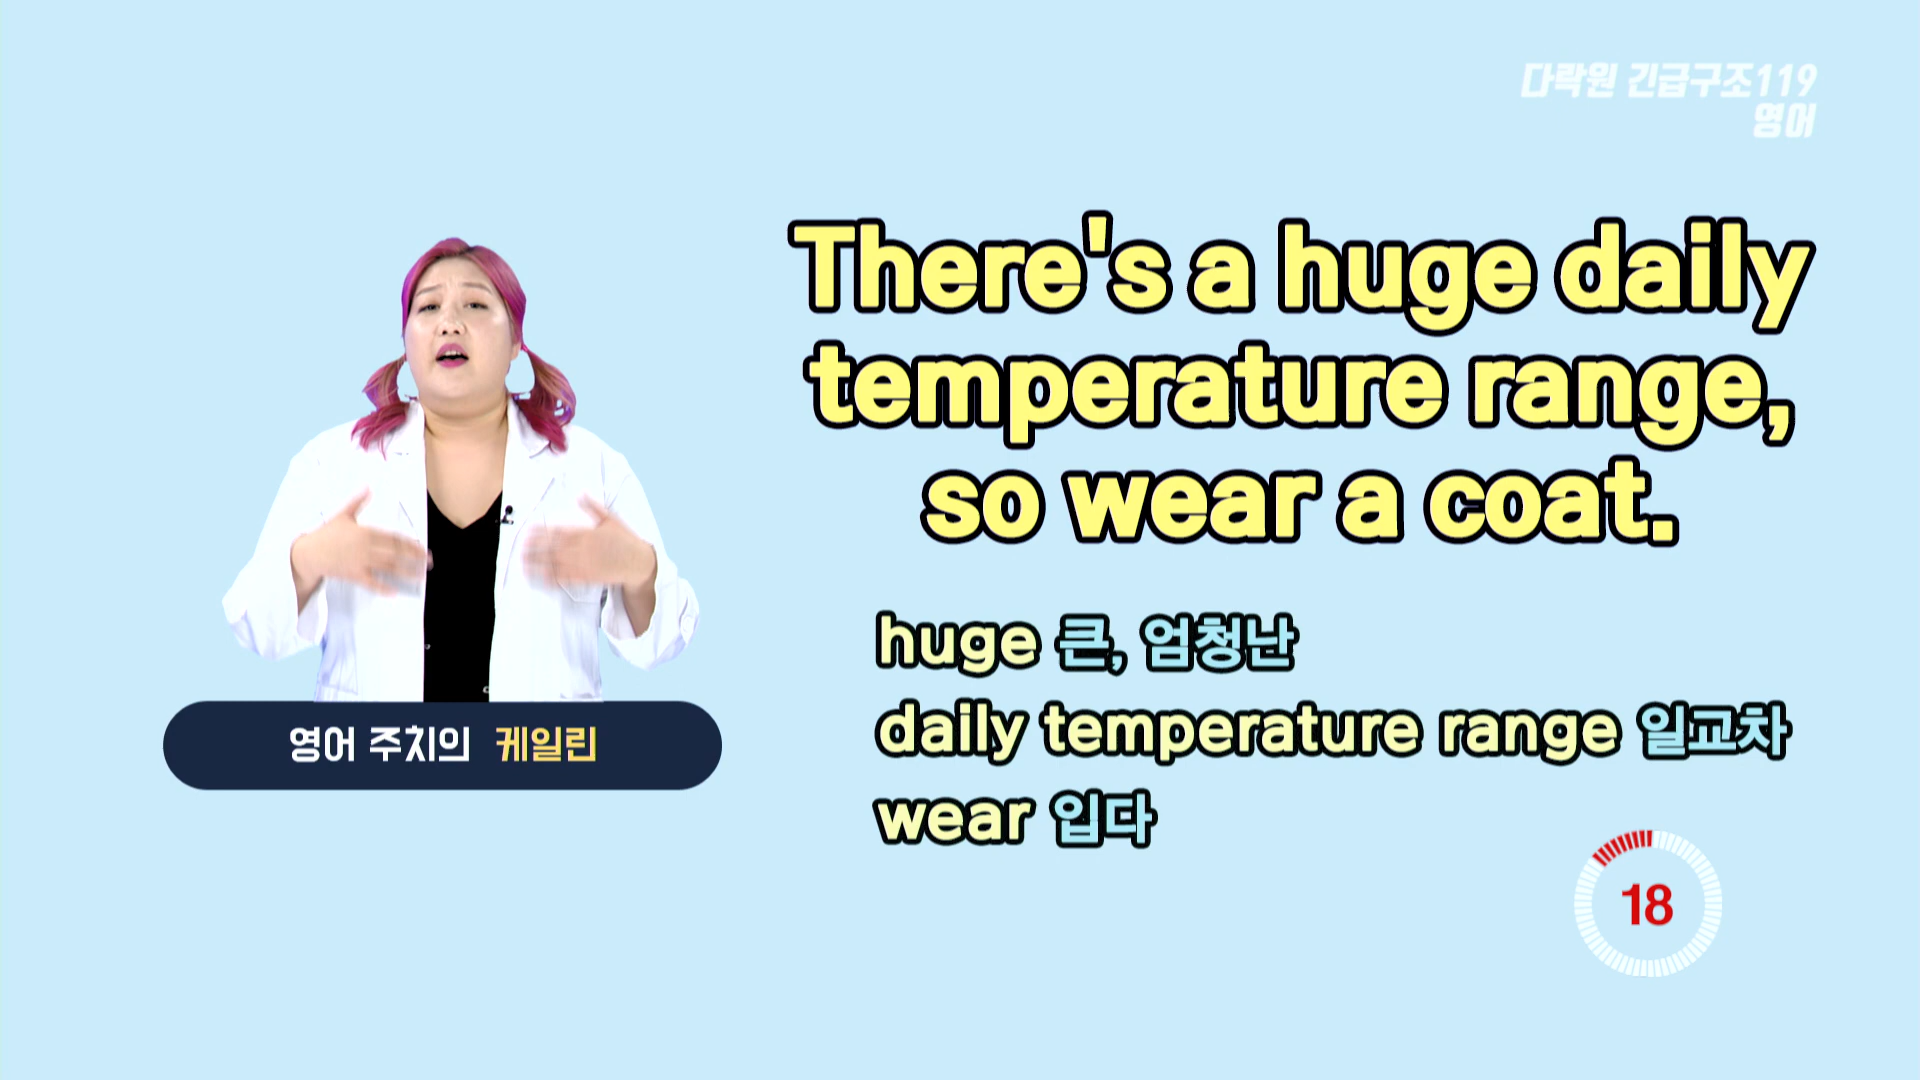 다락원 긴급구조119
영어
There's a huge daily
temperature range,
so wear a coat.
huge 큰, 엄청난
daily temperature range 일교차
wear 입다
영어 주치의 케일린
18